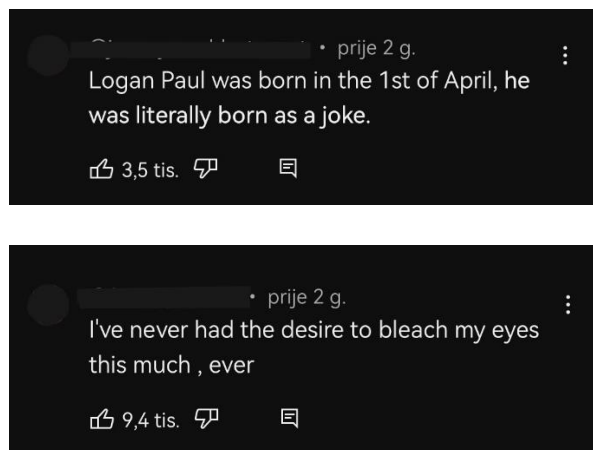 • prije 2 g.
Logan Paul was born in the 1st of April, he
was literally born as a joke.
3,5 tis.
• prije 2 g.
I've never had the desire to bleach my eyes
this much , ever
9,4 tis.